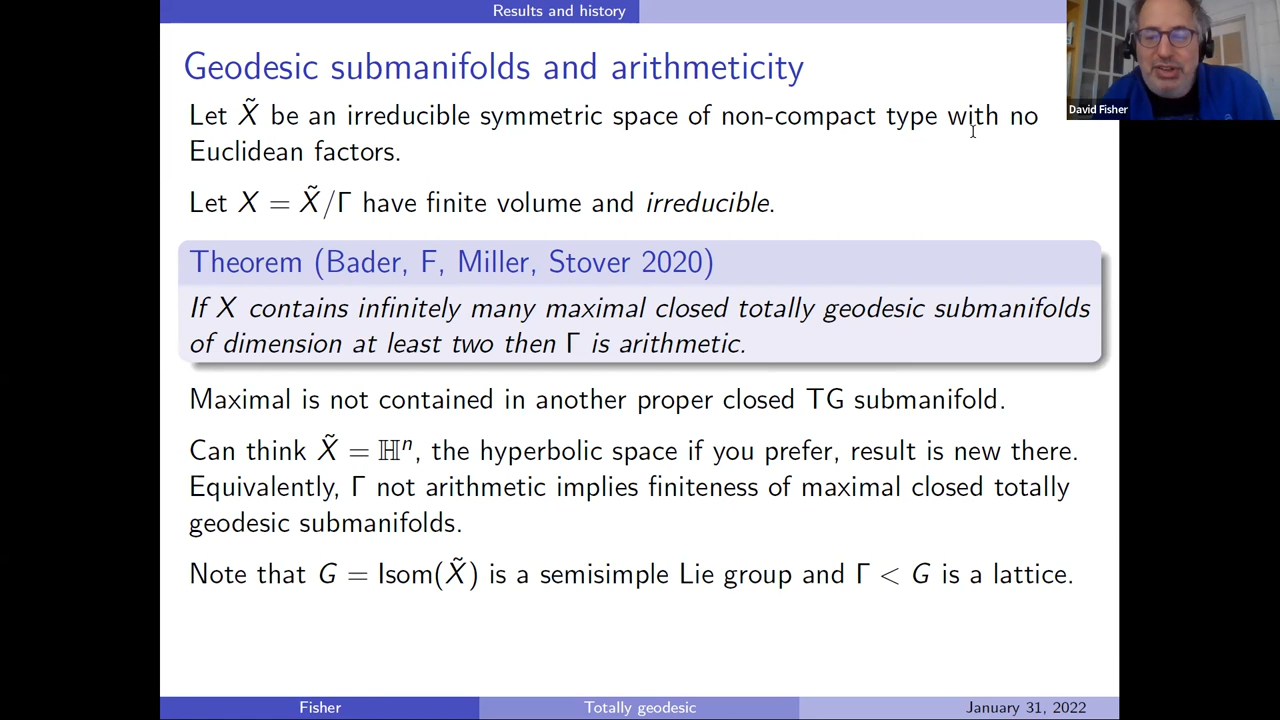 Results and history
David Fisher
Geodesic submanifolds and arithmeticity
Let X̃ be an irreducible symmetric space of non-compact type with no
Euclidean factors.
Let X = X̃/Γ have finite volume and irreducible.
Theorem (Bader, F, Miller, Stover 2020)
If X contains infinitely many maximal closed totally geodesic submanifolds
of dimension at least two then Γ is arithmetic.
Maximal is not contained in another proper closed TG submanifold.
Can think X̃ = ℍⁿ, the hyperbolic space if you prefer, result is new there.
Equivalently, Γ not arithmetic implies finiteness of maximal closed totally
geodesic submanifolds.
Note that G = Isom(X̃) is a semisimple Lie group and Γ < G is a lattice.
Fisher
Totally geodesic
January 31, 2022